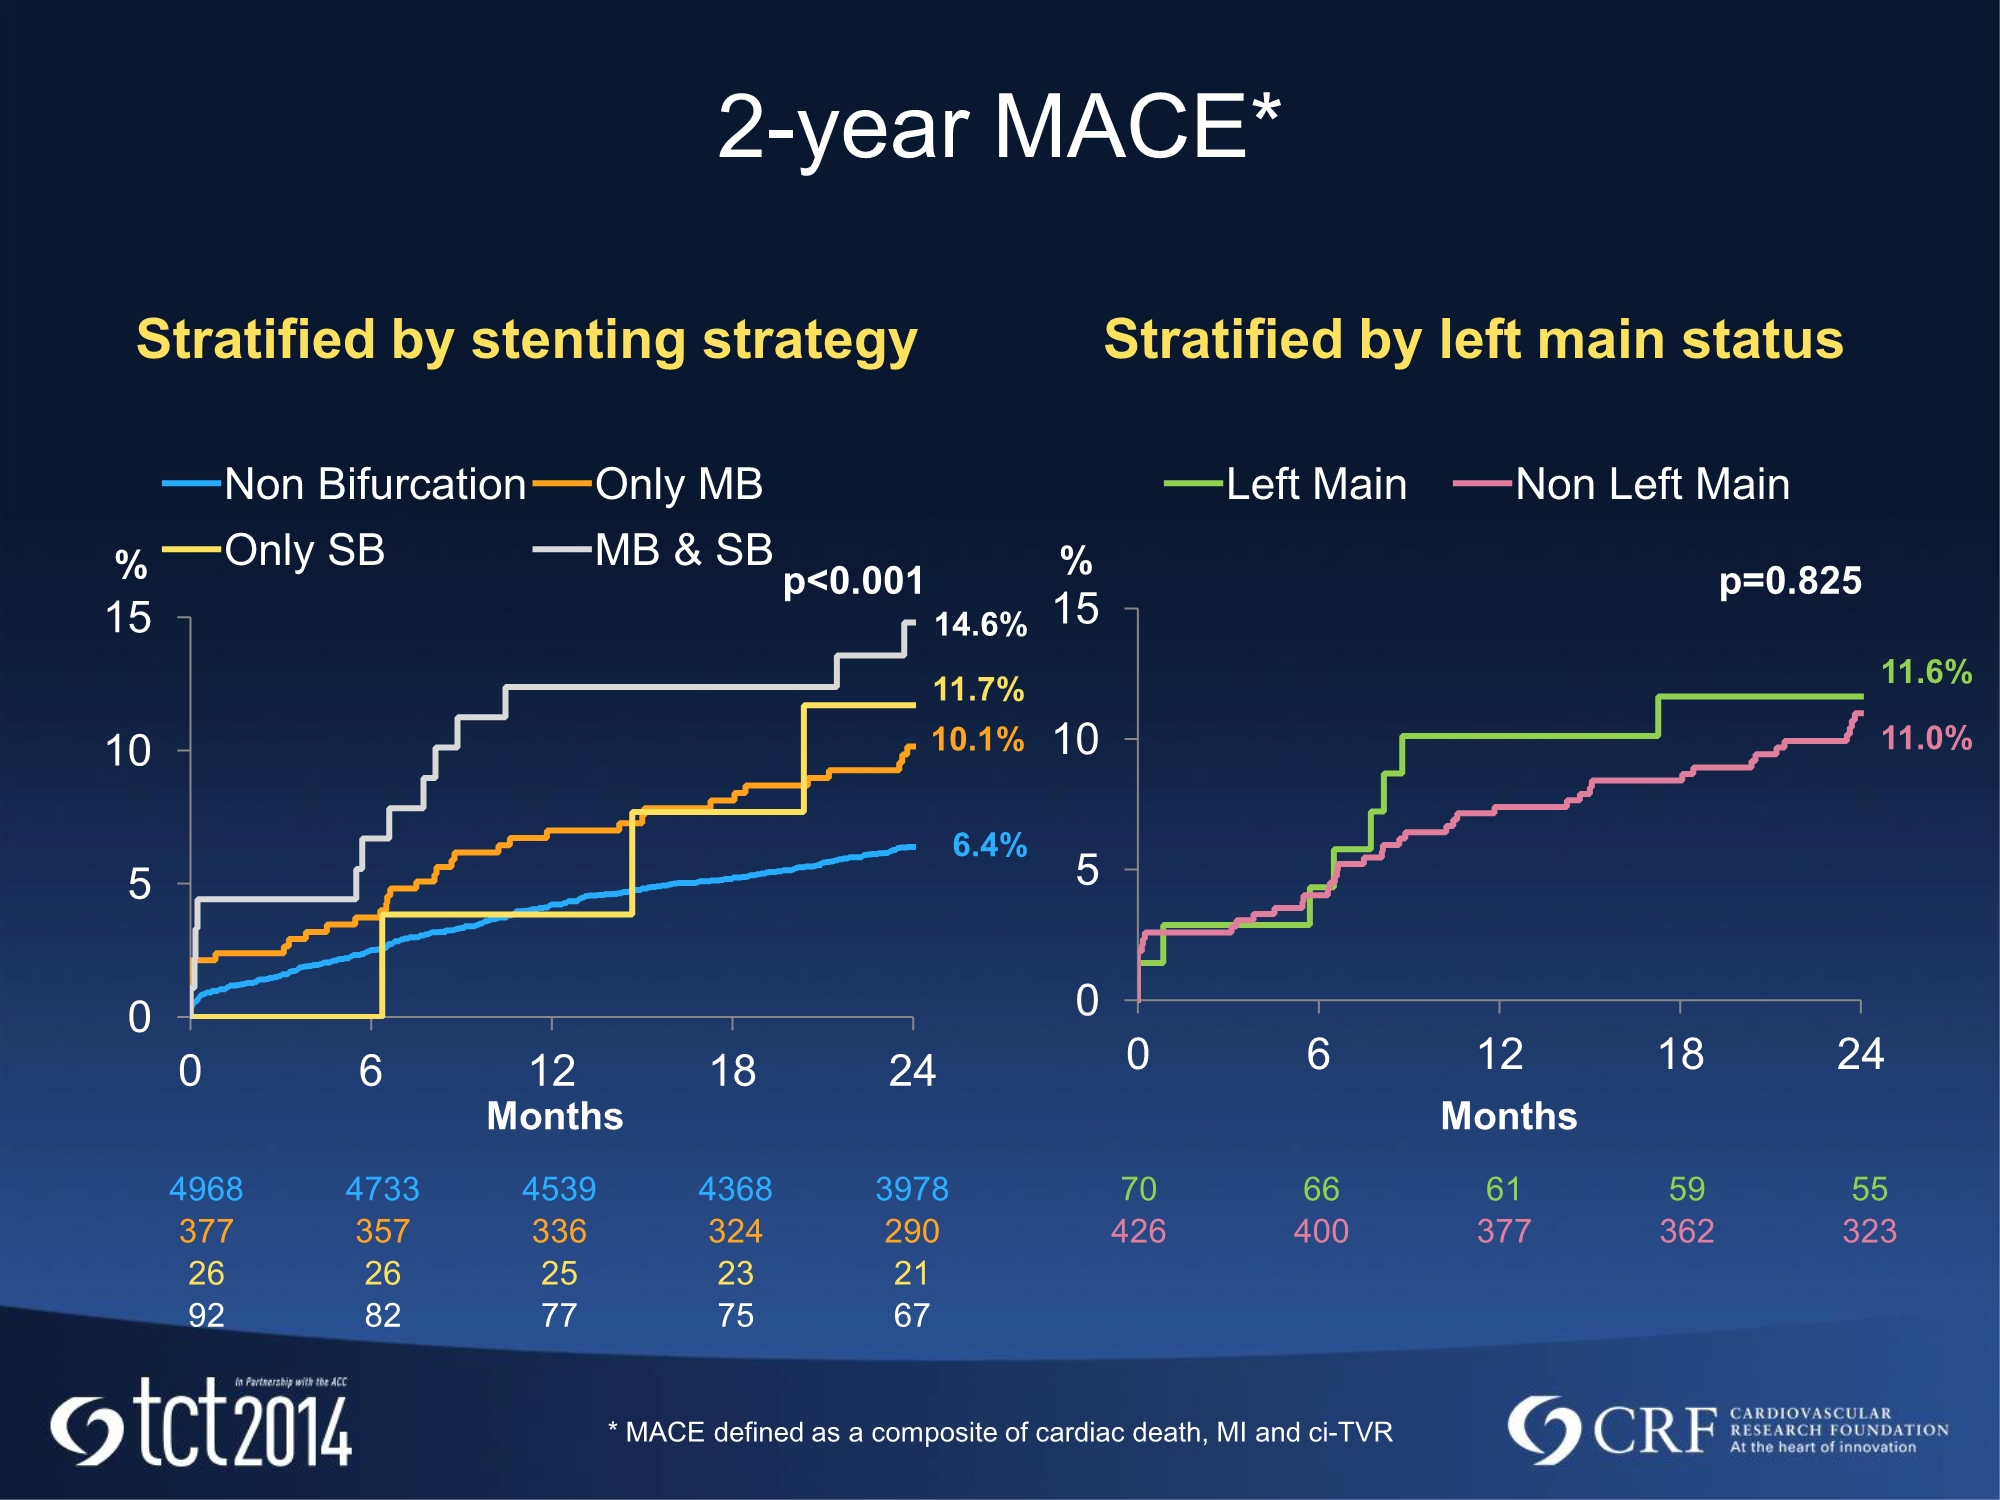 2-year MACE*
Stratified by stenting strategy
Non Bifurcation Only MB
Only SB MB & SB
%
p<0.001
15
10
5
0
14.6%
11.7%
10.1%
6.4%
0 6 12 18 24
Months
4968 4733 4539 4368 3978
377 357 336 324 290
26 26 25 23 21
92 82 77 75 67
Stratified by left main status
Left Main Non Left Main
%
p=0.825
15
10
5
0
11.6%
11.0%
0 6 12 18 24
Months
70 66 61 59 55
426 400 377 362 323
In Partnership with the ACC
tct2014
* MACE defined as a composite of cardiac death, MI and ci-TVR
CRF
CARDIOVASCULAR
RESEARCH FOUNDATION
At the heart of innovation